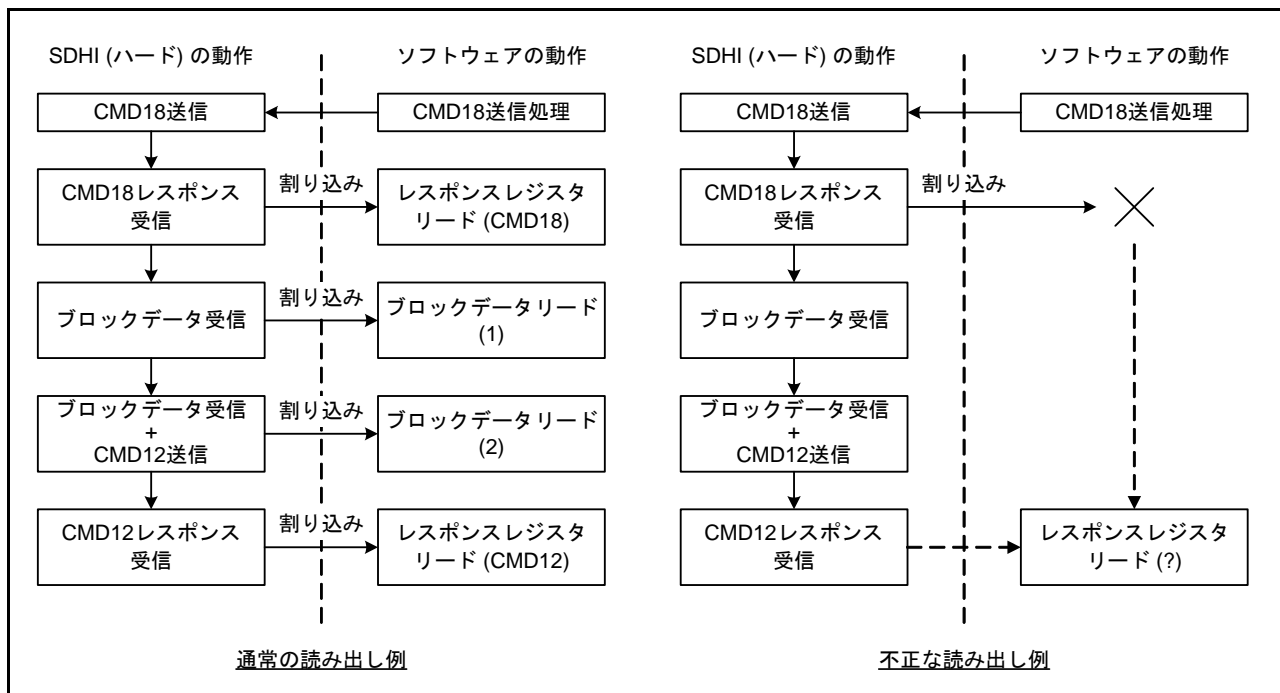 SDHI (ハード) の動作
ソフトウェアの動作
CMD18送信
CMD18送信処理
CMD18レスポンス
受信
割り込み
レスポンスレジスタ
リード (CMD18)
ブロックデータ受信
割り込み
ブロックデータリード
(1)
ブロックデータ受信
+
CMD12送信
割り込み
ブロックデータリード
(2)
CMD12レスポンス
受信
割り込み
レスポンスレジスタ
リード (CMD12)
通常の読み出し例
SDHI (ハード) の動作
ソフトウェアの動作
CMD18送信
CMD18送信処理
CMD18レスポンス
受信
割り込み
ブロックデータ受信
ブロックデータ受信
+
CMD12送信
CMD12レスポンス
受信
レスポンスレジスタ
リード (?)
不正な読み出し例